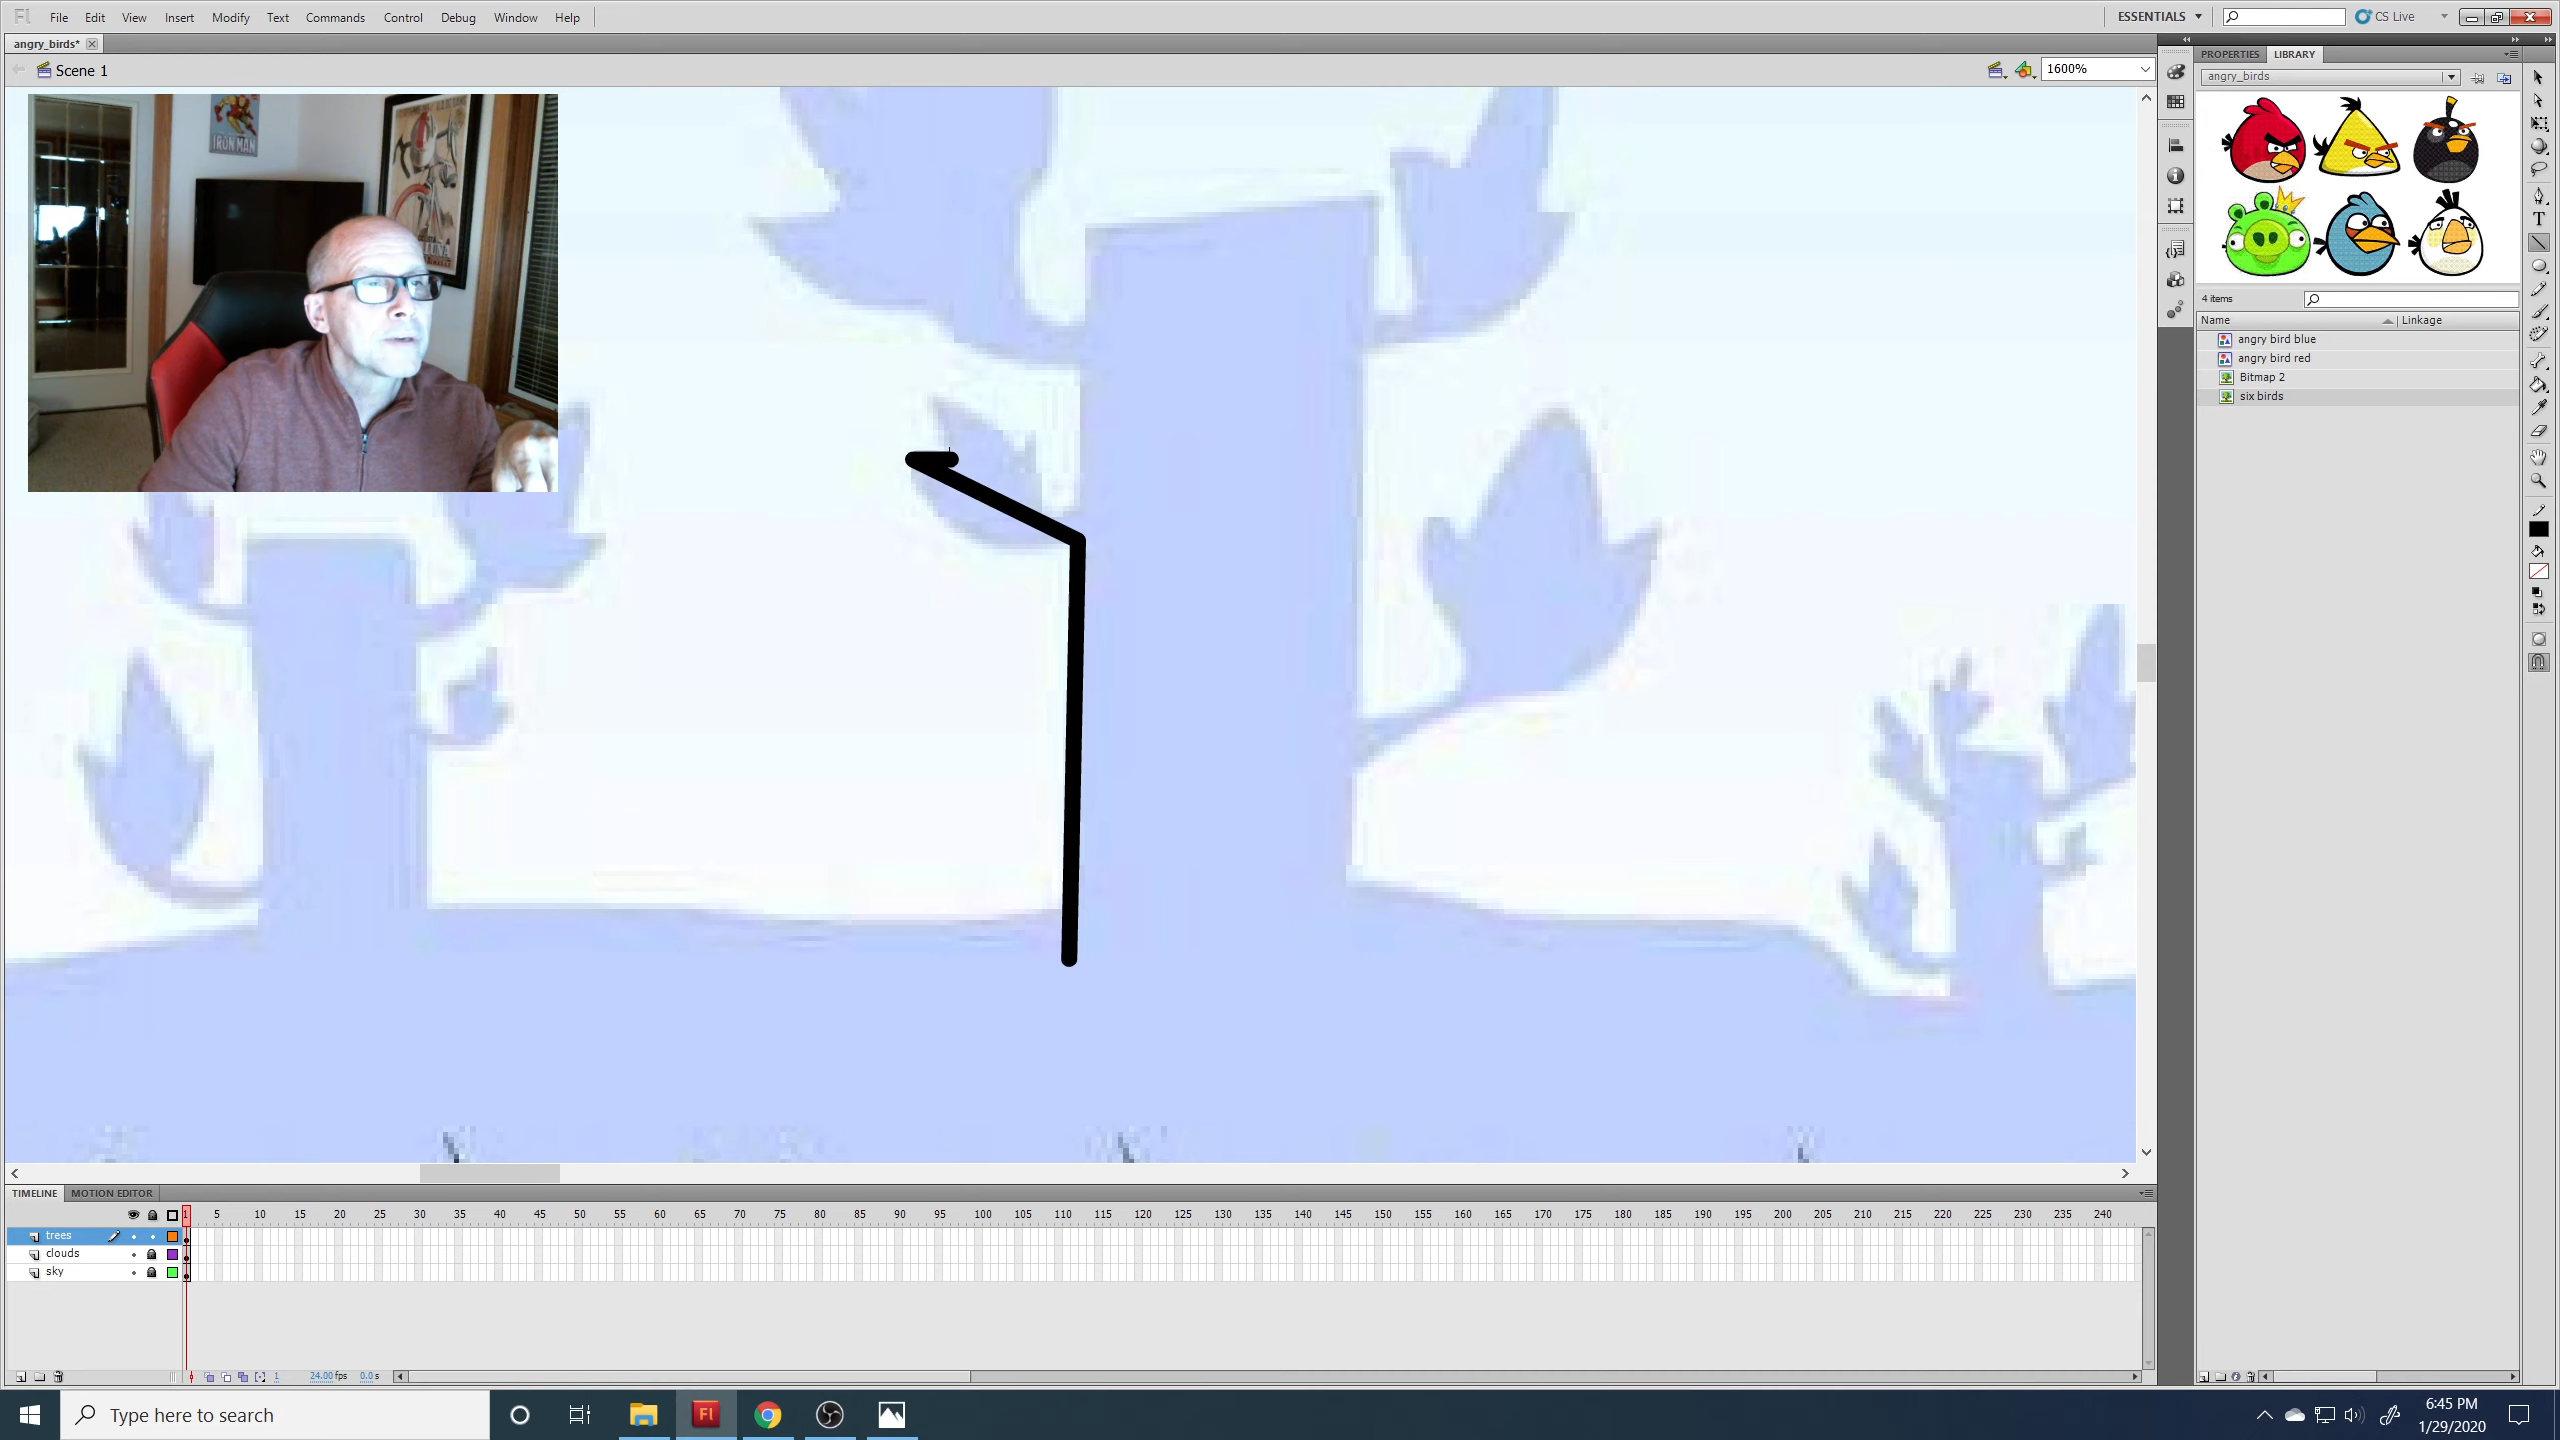 Fl File Edit View Insert Modify Text Commands Control Debug Window Help ESSENTIALS CS Live
angry_birds*
Scene 1 1600%
IRON MAN
PROPERTIES LIBRARY
angry_birds
4 items
Name Linkage
angry bird blue
angry bird red
Bitmap 2
six birds
T
TIMELINE MOTION EDITOR
1 5 10 15 20 25 30 35 40 45 50 55 60 65 70 75 80 85 90 95 100 105 110 115 120 125 130 135 140 145 150 155 160 165 170 175 180 185 190 195 200 205 210 215 220 225 230 235 240
trees
clouds
sky
1 24.00 fps 0.0 s
Type here to search
Fl
6:45 PM
1/29/2020